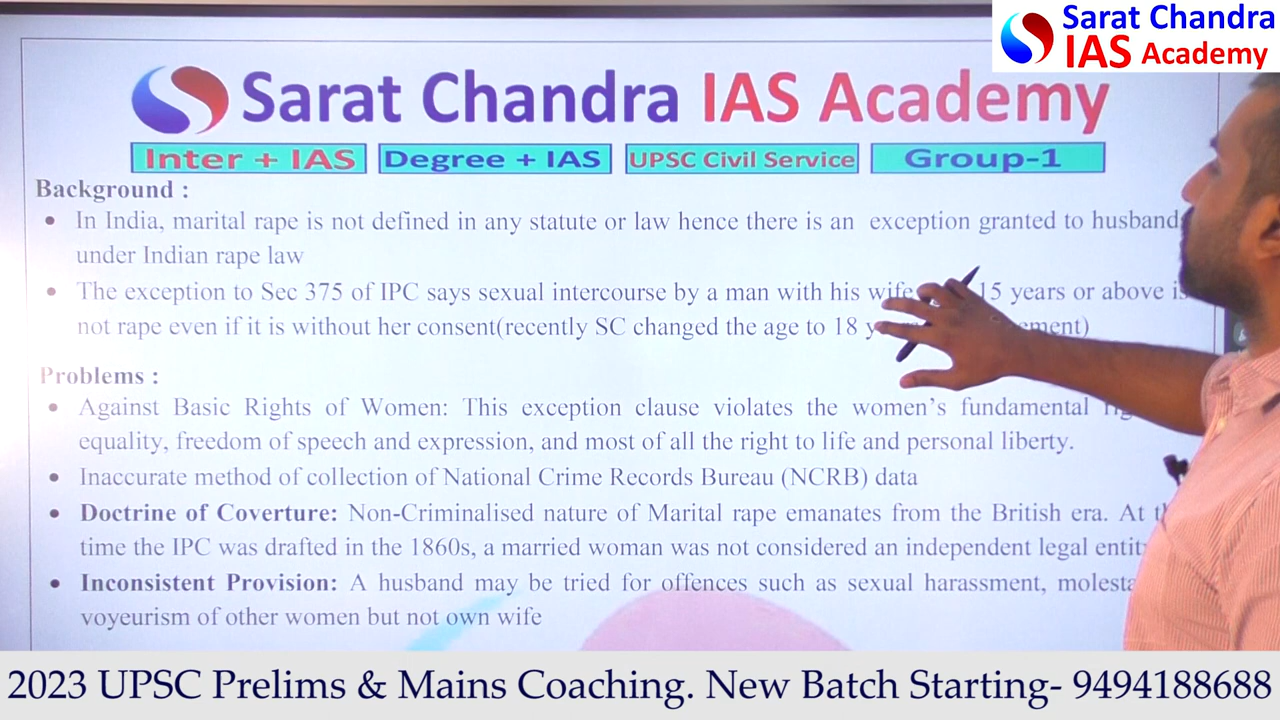 Sarat Chandra
IAS Academy
Sarat Chandra IAS Academy
Inter + IAS Degree + IAS UPSC Civil Service Group-1
Background :
• In India, marital rape is not defined in any statute or law hence there is an exception granted to husband
under Indian rape law
• The exception to Sec 375 of IPC says sexual intercourse by a man with his wife 15 years or above is
not rape even if it is without her consent(recently SC changed the age to 18
Problems :
• Against Basic Rights of Women: This exception clause violates the women's fundamental
equality, freedom of speech and expression, and most of all the right to life and personal liberty.
• Inaccurate method of collection of National Crime Records Bureau (NCRB) data
• Doctrine of Coverture: Non-Criminalised nature of Marital rape emanates from the British era. At
time the IPC was drafted in the 1860s, a married woman was not considered an independent legal
• Inconsistent Provision: A husband may be tried for offences such as sexual harassment,
voyeurism of other women but not own wife
2023 UPSC Prelims & Mains Coaching. New Batch Starting- 9494188688